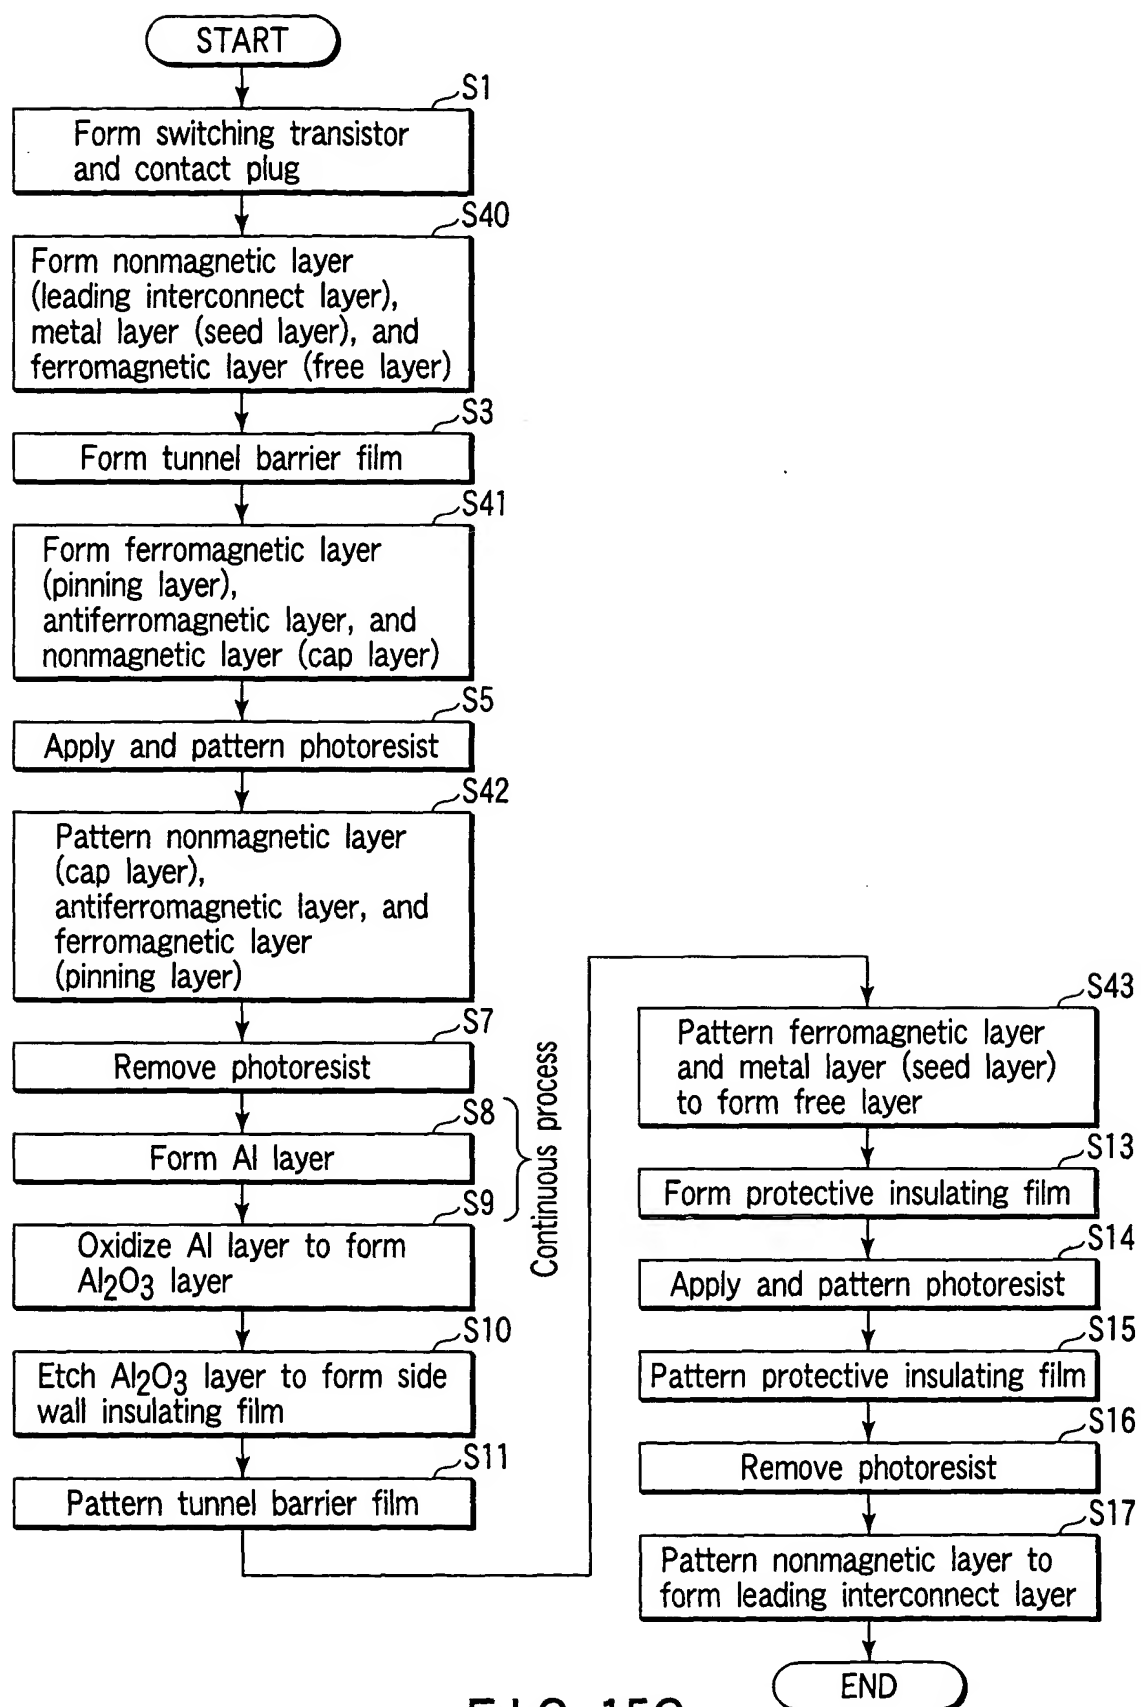 START
S1
Form switching transistor
and contact plug
S40
Form nonmagnetic layer
(leading interconnect layer),
metal layer (seed layer), and
ferromagnetic layer (free layer)
S3
Form tunnel barrier film
S41
Form ferromagnetic layer
(pinning layer),
antiferromagnetic layer, and
nonmagnetic layer (cap layer)
S5
Apply and pattern photoresist
S42
Pattern nonmagnetic layer
(cap layer),
antiferromagnetic layer, and
ferromagnetic layer
(pinning layer)
S7
Remove photoresist
S8
Form Al layer
S9
Oxidize Al layer to form
Al2O3 layer
Continuous process
S10
Etch Al2O3 layer to form side
wall insulating film
S11
Pattern tunnel barrier film
S43
Pattern ferromagnetic layer
and metal layer (seed layer)
to form free layer
S13
Form protective insulating film
S14
Apply and pattern photoresist
S15
Pattern protective insulating film
S16
Remove photoresist
S17
Pattern nonmagnetic layer to
form leading interconnect layer
END